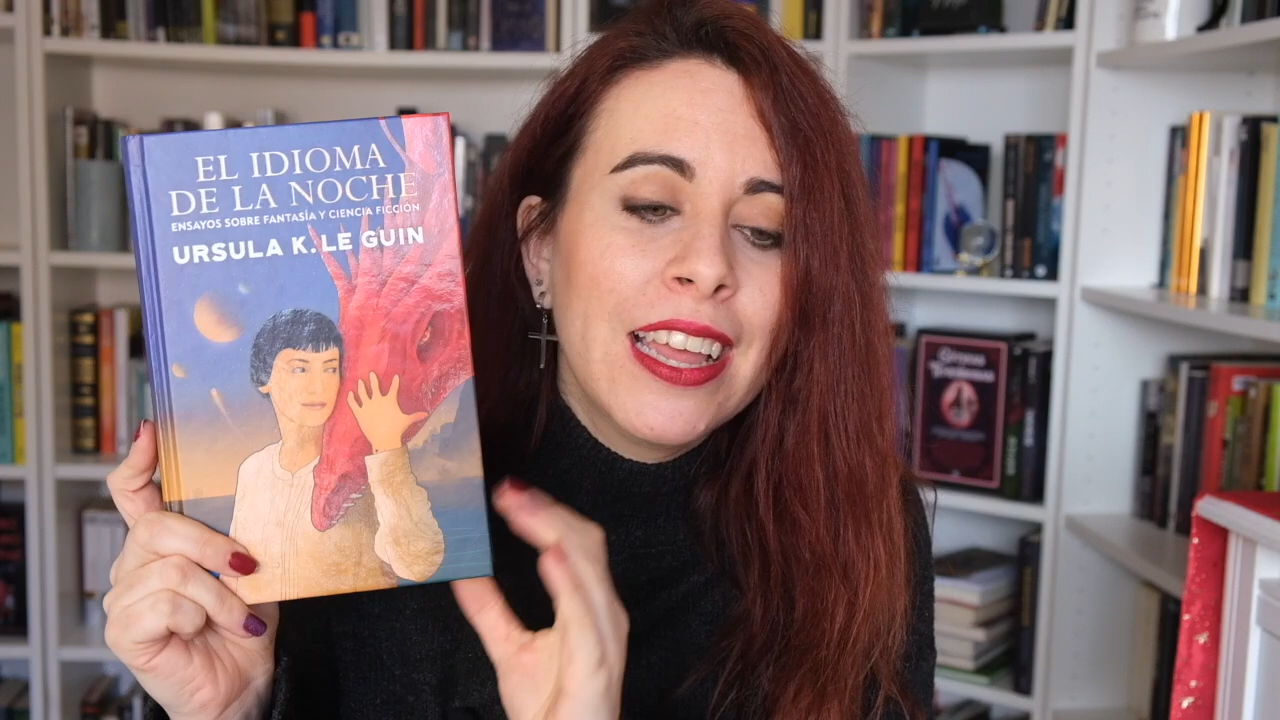 EL IDIOMA
DE LA NOCHE
ENSAYOS SOBRE FANTASÍA Y CIENCIA FICCIÓN
URSULA K. LE GUIN